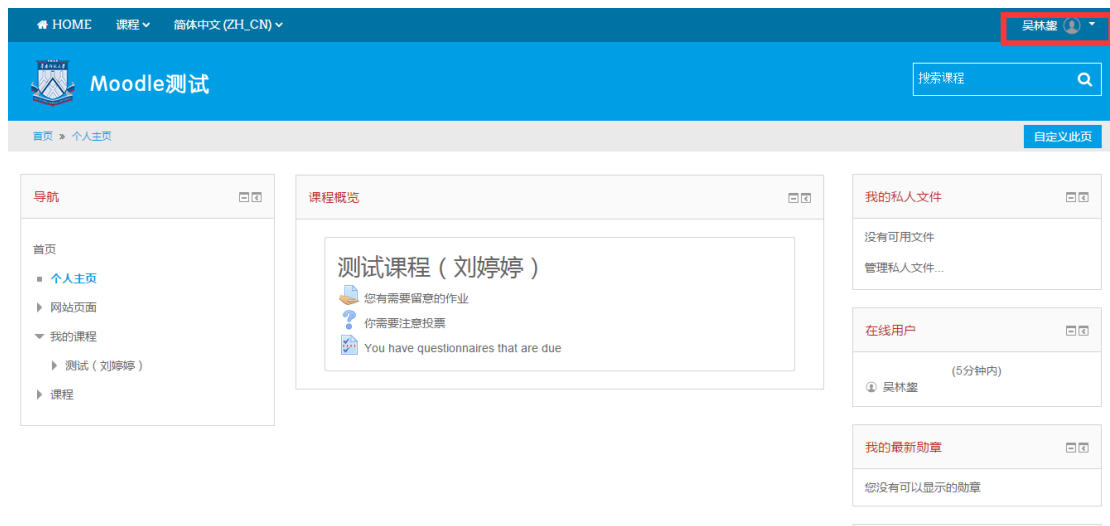 HOME 课程 简体中文 (ZH_CN)
吴林鋆
Moodle测试
搜索课程
首页 » 个人主页
自定义此页
导航
首页
个人主页
网站页面
我的课程
测试（刘婷婷）
课程
课程概览
测试课程（刘婷婷）
您有需要留意的作业
你需要注意投票
You have questionnaires that are due
我的私人文件
没有可用文件
管理私人文件...
在线用户
(5分钟内)
吴林鋆
我的最新勋章
您没有可以显示的勋章